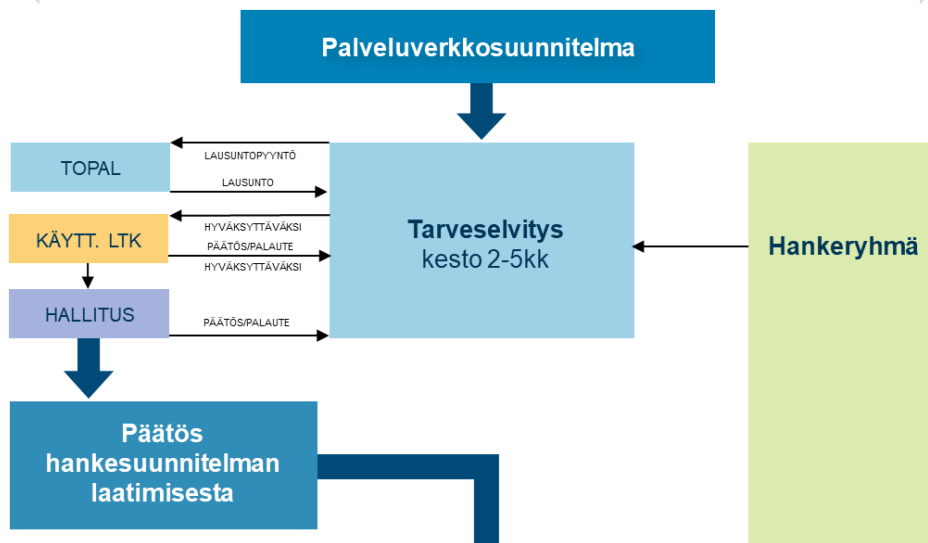 Palveluverkkosuunnitelma
TOPAL
LAUSUNTOPYYNTÖ
LAUSUNTO
KÄYTT. LTK
HYVÄKSYTTÄVÄKSI
PÄÄTÖS/PALAUTE
HYVÄKSYTTÄVÄKSI
HALLITUS
PÄÄTÖS/PALAUTE
Tarveselvitys
kesto 2-5kk
Hankeryhmä
Päätös
hankesuunnitelman
laatimisesta